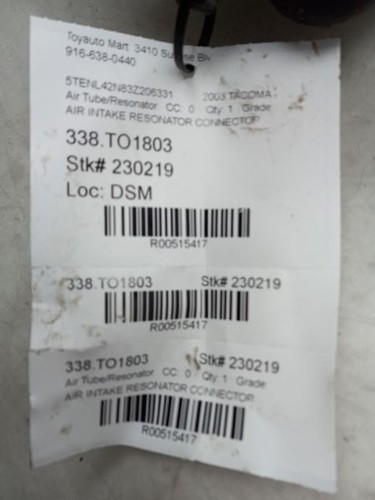 Toyauto Mart 3410 Su
916-638-0440
5TENL42N83Z206331 2003 TACOMA
Air Tube/Resonator CC: 0 Qty: 1 Grade
AIR INTAKE RESONATOR CONNECTOR
338.TO1803
Stk# 230219
Loc: DSM
R00515417
338.TO1803 Stk# 230219
R00515417
338.TO1803 Stk# 230219
Air Tube/Resonator CC: 0 Qty: 1 Grade
AIR INTAKE RESONATOR CONNECTOR
R00515417